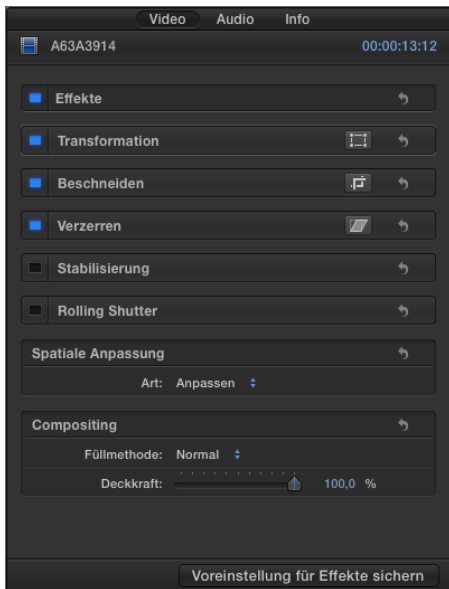 Video Audio Info
A63A3914 00:00:13:12
Effekte
Transformation
Beschneiden
Verzerren
Stabilisierung
Rolling Shutter
Spatiale Anpassung
Art: Anpassen
Compositing
Füllmethode: Normal
Deckkraft: 100,0 %
Voreinstellung für Effekte sichern